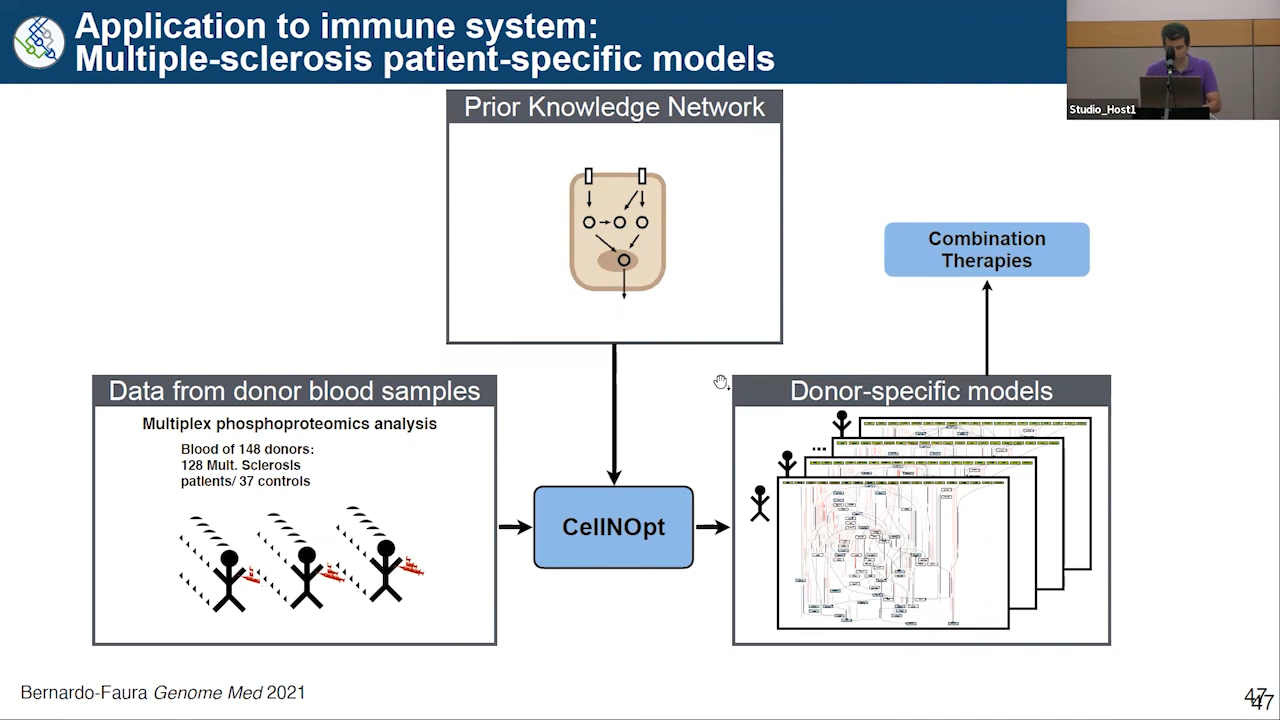 Application to immune system:
Multiple-sclerosis patient-specific models
Studio_Host1
Prior Knowledge Network
Combination
Therapies
Data from donor blood samples
Multiplex phosphoproteomics analysis
Blood of 148 donors:
128 Mult. Sclerosis
patients/ 37 controls
CellNOpt
Donor-specific models
...
Bernardo-Faura Genome Med 2021
47
47